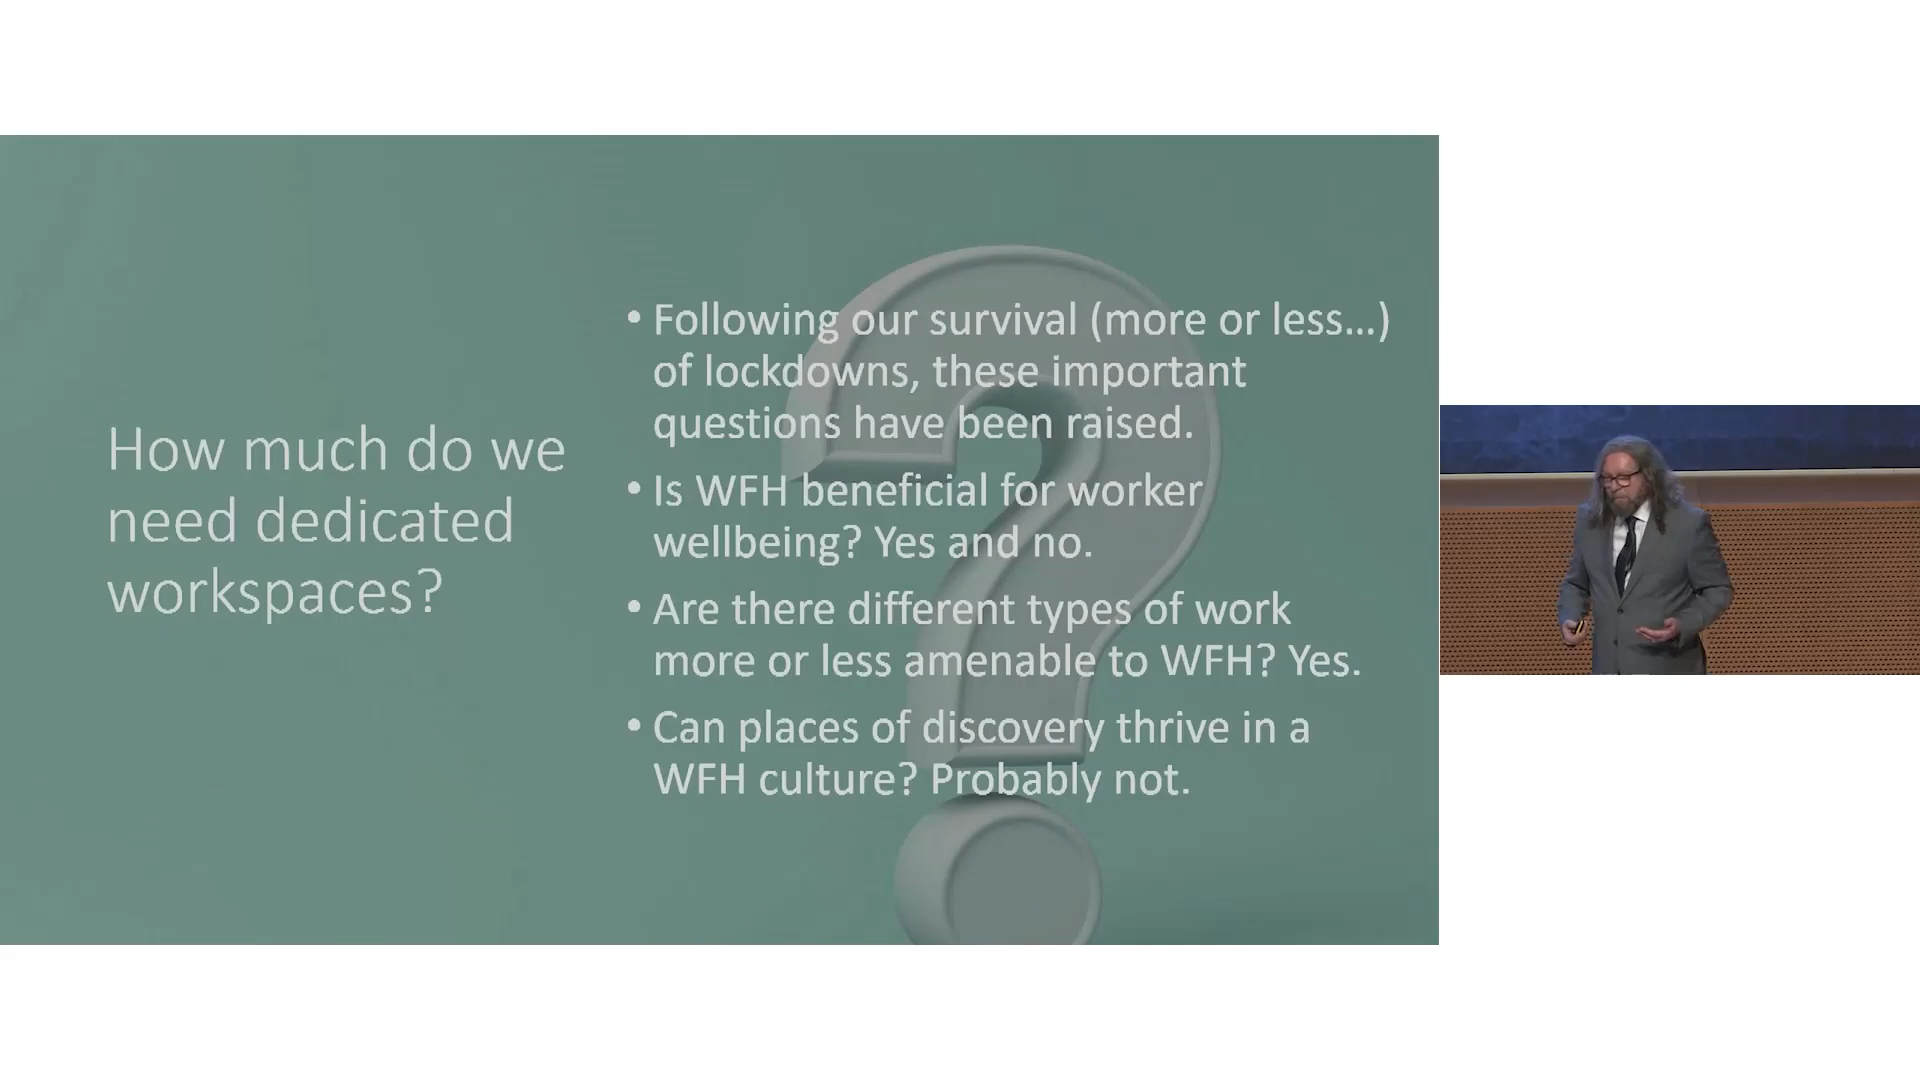 How much do we
need dedicated
workspaces?
• Following our survival (more or less…)
of lockdowns, these important
questions have been raised.
• Is WFH beneficial for worker
wellbeing? Yes and no.
• Are there different types of work
more or less amenable to WFH? Yes.
• Can places of discovery thrive in a
WFH culture? Probably not.